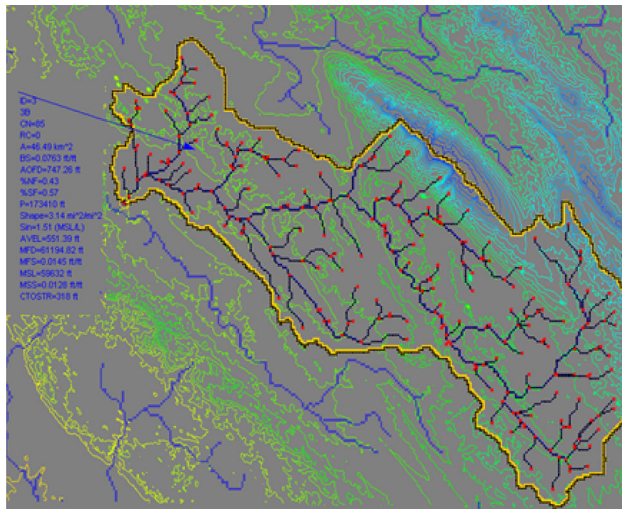 ID=3
3B
CN=85
RC=0
A=46.49 km^2
BS=0.0763 ft/ft
AOFD=747.26 ft
%NF=0.43
%SF=0.57
P=173410 ft
Shape=3.14 mi^2/mi^2
Sin=1.51 (MSL/L)
AVEL=551.39 ft
MFD=61194.82 ft
MFS=0.0145 ft/ft
MSL=59632 ft
MSS=0.0128 ft/ft
CTOSTR=318 ft